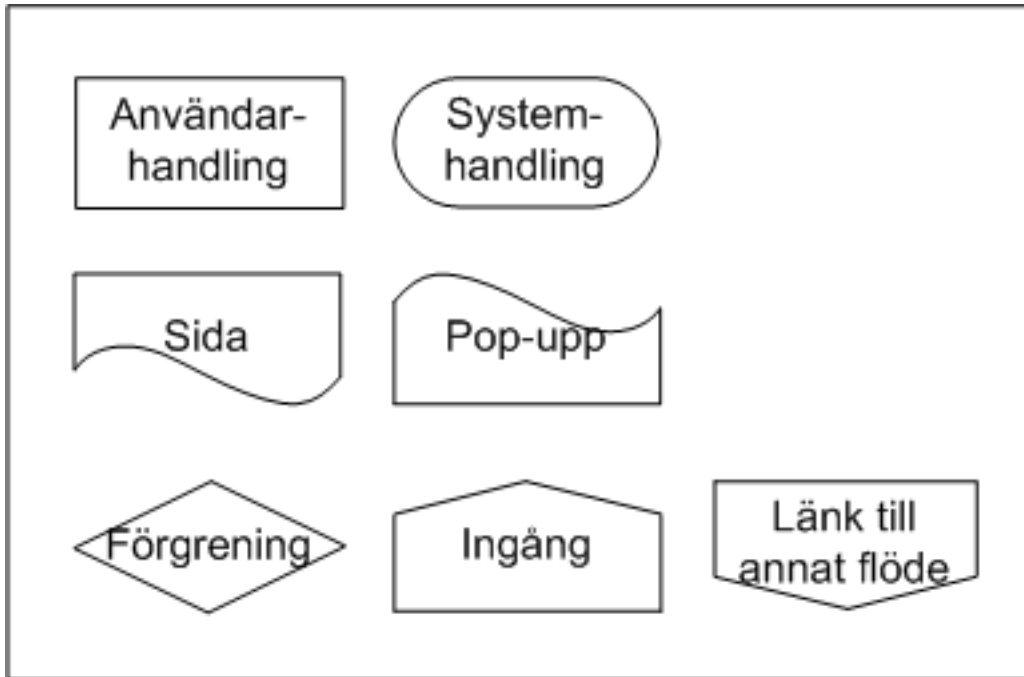 Användar-
handling
System-
handling
Sida
Pop-upp
Förgrening
Ingång
Länk till
annat flöde